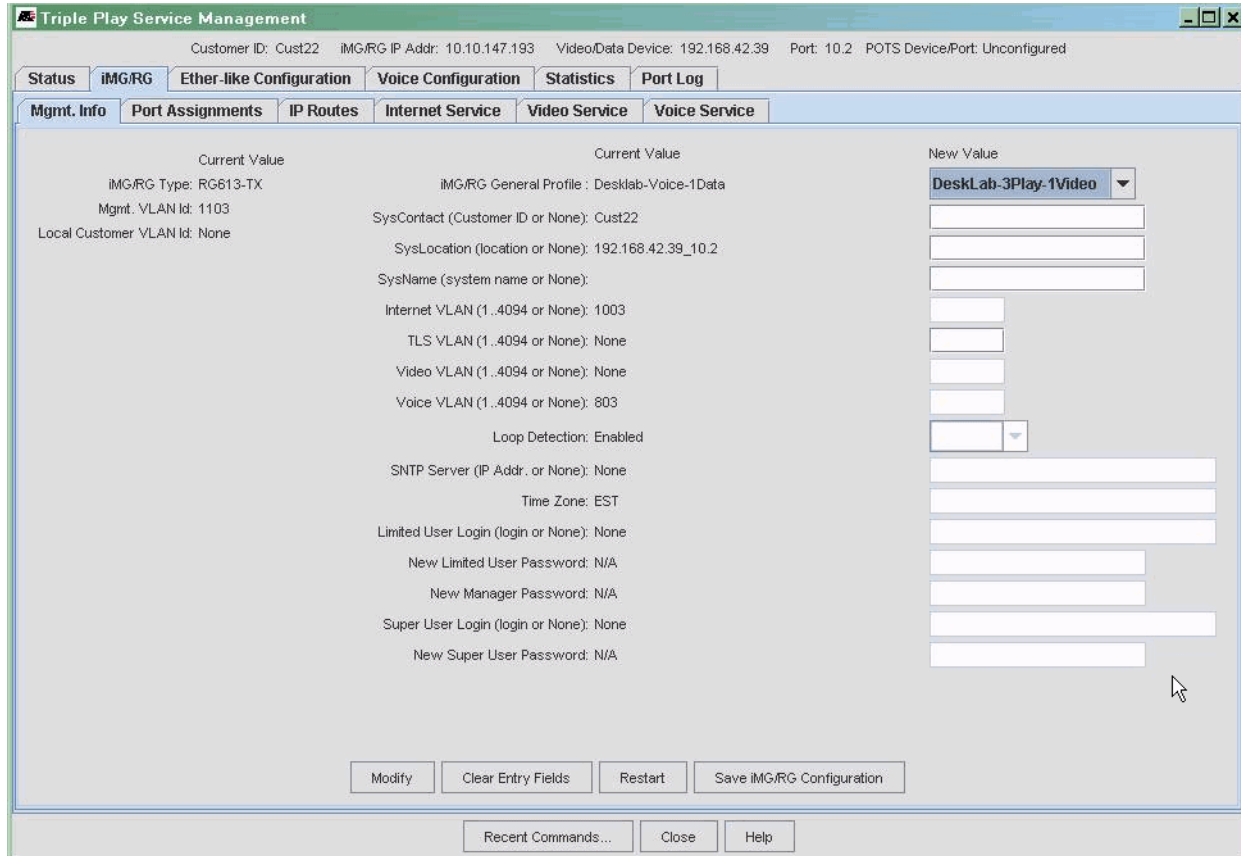 Triple Play Service Management
Customer ID: Cust22 iMG/RG IP Addr: 10.10.147.193 Video/Data Device: 192.168.42.39 Port: 10.2 POTS Device/Port: Unconfigured
Status iMG/RG Ether-like Configuration Voice Configuration Statistics Port Log
Mgmt. Info Port Assignments IP Routes Internet Service Video Service Voice Service
Current Value Current Value New Value
iMG/RG Type: RG613-TX iMG/RG General Profile : Desklab-Voice-1Data DeskLab-3Play-1Video
Mgmt. VLAN Id: 1103
SysContact (Customer ID or None): Cust22
Local Customer VLAN Id: None
SysLocation (location or None): 192.168.42.39_10.2
SysName (system name or None):
Internet VLAN (1..4094 or None): 1003
TLS VLAN (1..4094 or None): None
Video VLAN (1..4094 or None): None
Voice VLAN (1..4094 or None): 803
Loop Detection: Enabled
SNTP Server (IP Addr. or None): None
Time Zone: EST
Limited User Login (login or None): None
New Limited User Password: N/A
New Manager Password: N/A
Super User Login (login or None): None
New Super User Password: N/A
Modify Clear Entry Fields Restart Save iMG/RG Configuration
Recent Commands... Close Help